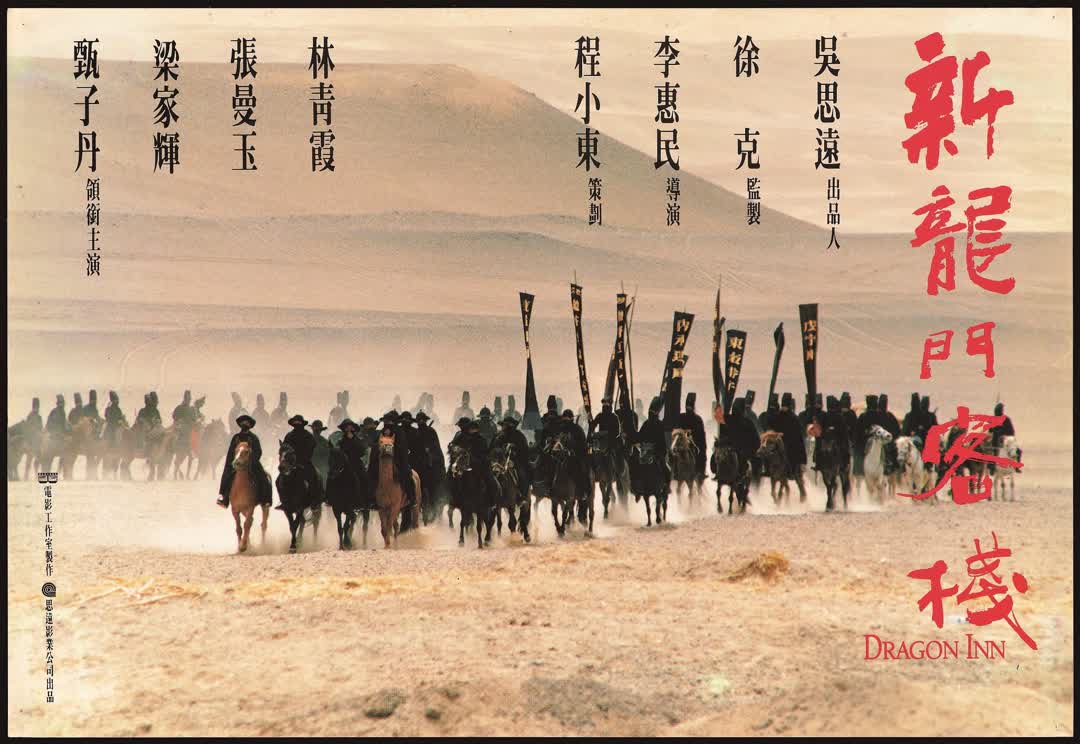 新龍門客棧
DRAGON INN
吳思遠出品人
徐克監製
李惠民導演
程小東策劃
林青霞
張曼玉
梁家輝
甄子丹領銜主演
電影工作室製作
思遠影業公司出品